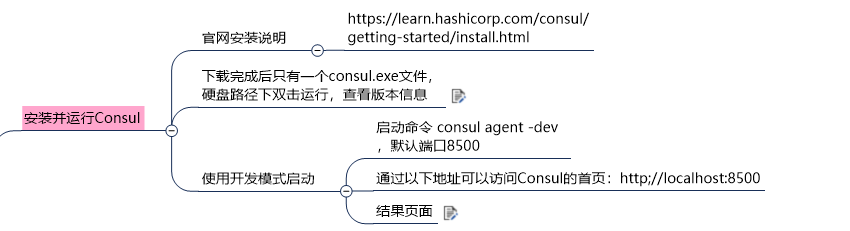 官网安装说明
https://learn.hashicorp.com/consul/
getting-started/install.html
下载完成后只有一个consul.exe文件，
硬盘路径下双击运行，查看版本信息
安装并运行Consul
使用开发模式启动
启动命令 consul agent -dev
，默认端口8500
通过以下地址可以访问Consul的首页：http;//localhost:8500
结果页面